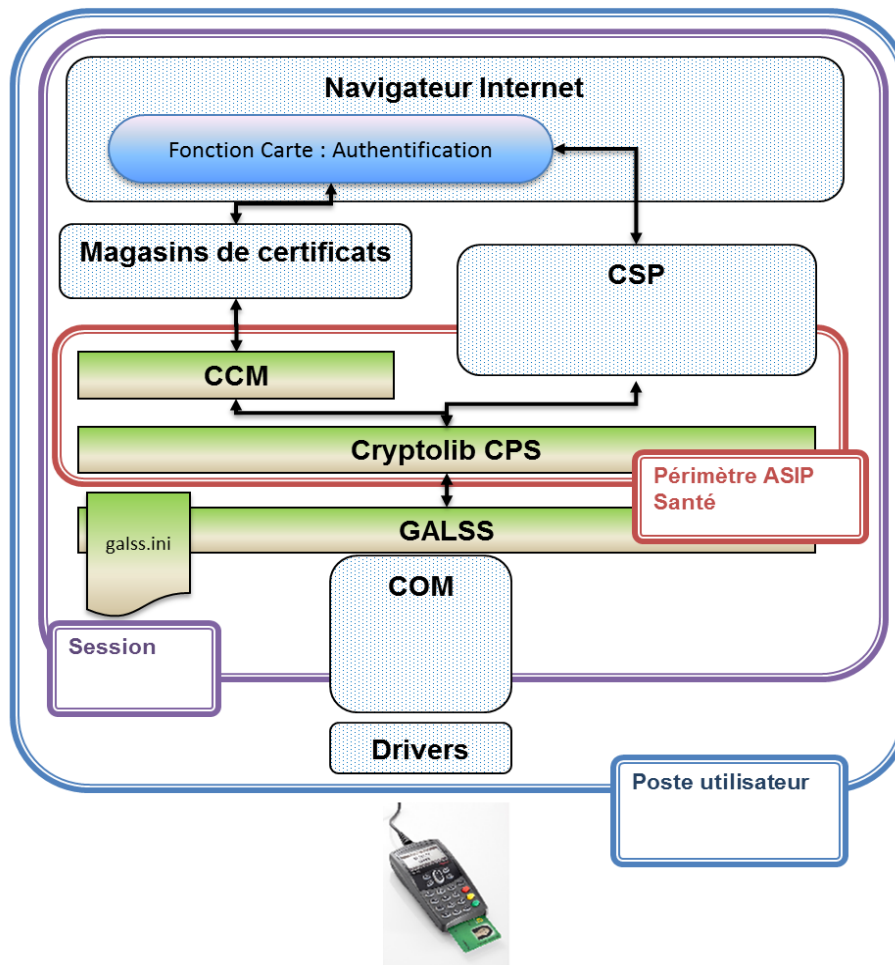 Navigateur Internet
Fonction Carte : Authentification
Magasins de certificats
CSP
CCM
Cryptolib CPS
Périmètre ASIP
Santé
GALSS
galss.ini
COM
Session
Drivers
Poste utilisateur